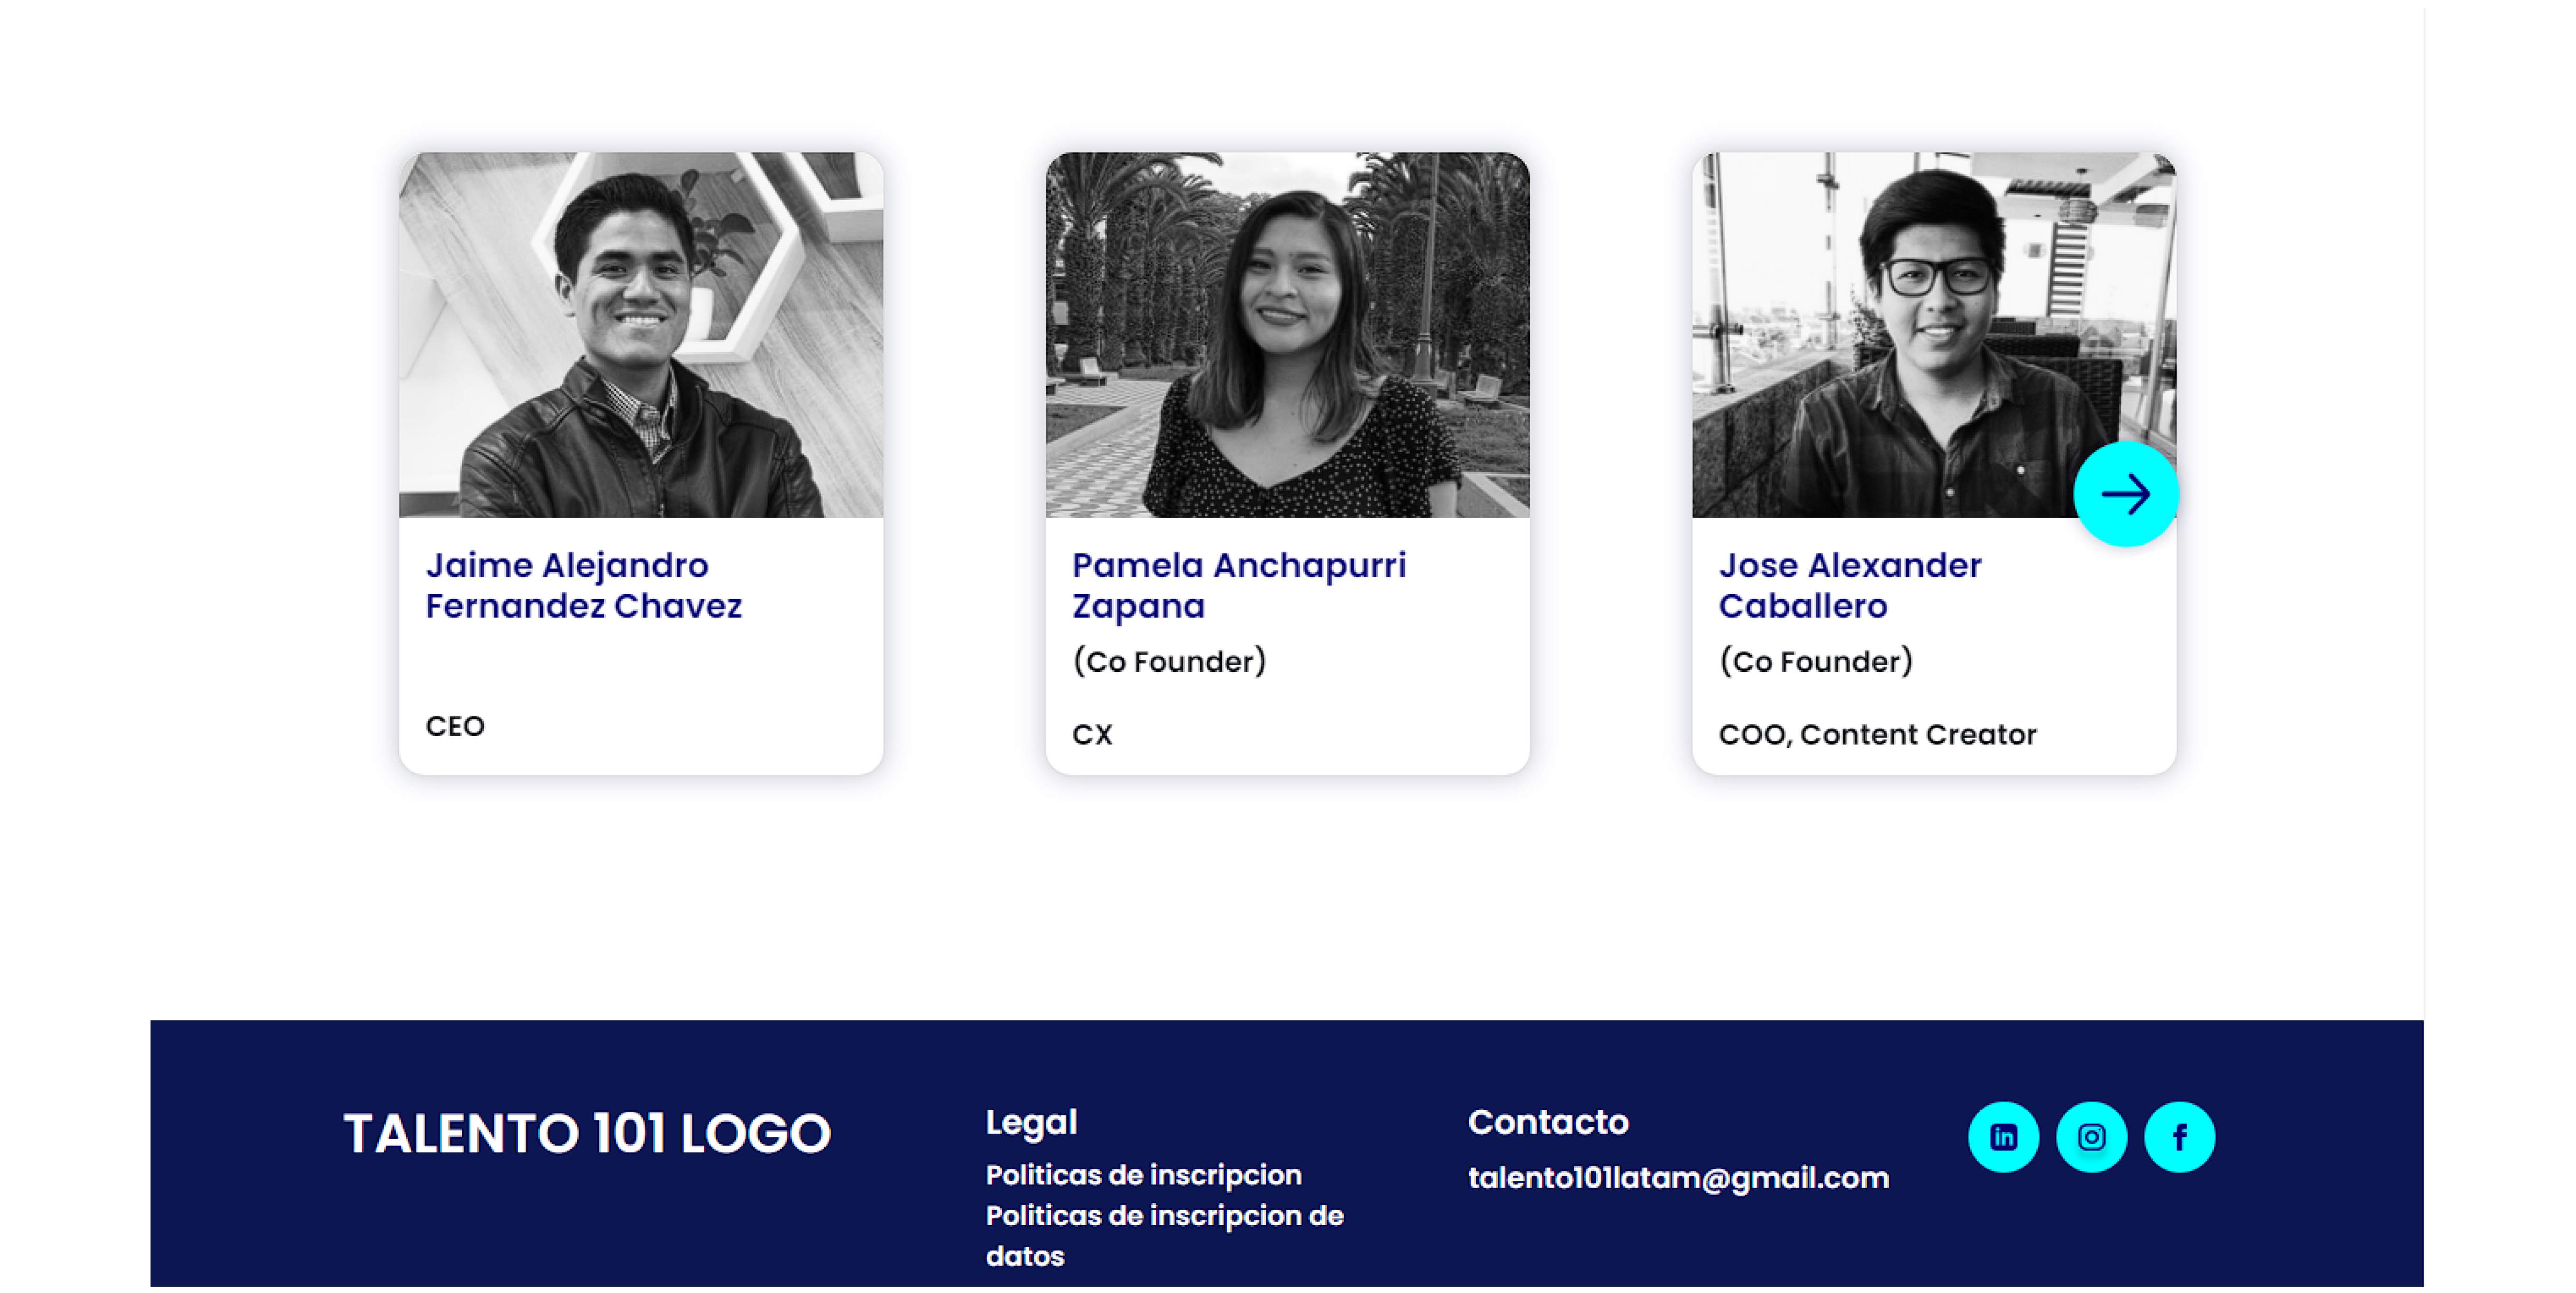 Jaime Alejandro
Fernandez Chavez
CEO
Pamela Anchapurri
Zapana
(Co Founder)
CX
Jose Alexander
Caballero
(Co Founder)
COO, Content Creator
TALENTO 101 LOGO
Legal
Politicas de inscripcion
Politicas de inscripcion de
datos
Contacto
talento101latam@gmail.com
in
f